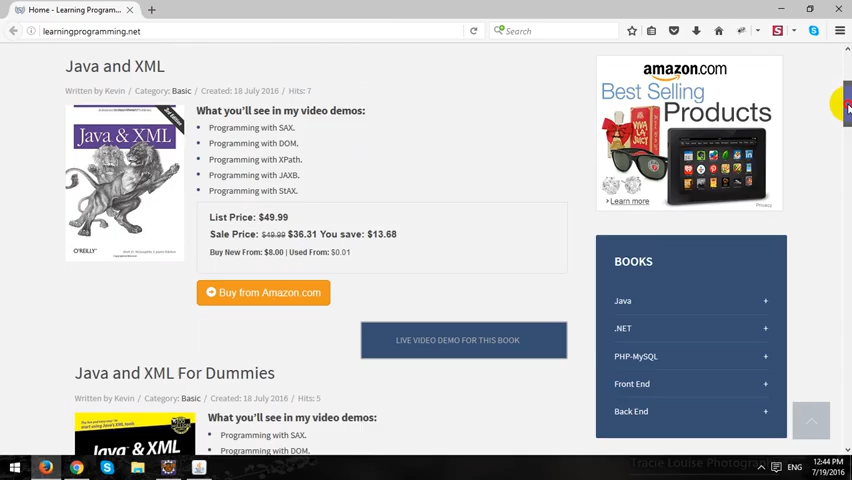 Home - Learning Program...
learningprogramming.net
Search
Java and XML
Written by Kevin / Category: Basic / Created: 18 July 2016 / Hits: 7
What you'll see in my video demos:
Programming with SAX.
Programming with DOM.
Programming with XPath.
Programming with JAXB.
Programming with StAX.
Java & XML
O'REILLY
List Price: $49.99
Sale Price: $49.99 $36.31 You save: $13.68
Buy New From: $8.00 | Used From: $0.01
Buy from Amazon.com
LIVE VIDEO DEMO FOR THIS BOOK
Java and XML For Dummies
Written by Kevin / Category: Basic / Created: 18 July 2016 / Hits: 5
What you'll see in my video demos:
Programming with SAX.
Programming with DOM.
Java & XML
amazon.com
Best Selling
Products
VIVA
LA
JUICY
Learn more
Privacy
BOOKS
Java +
.NET +
PHP-MySQL +
Front End +
Back End +
Tracie Louise Photograph
ENG
12:44 PM
7/19/2016